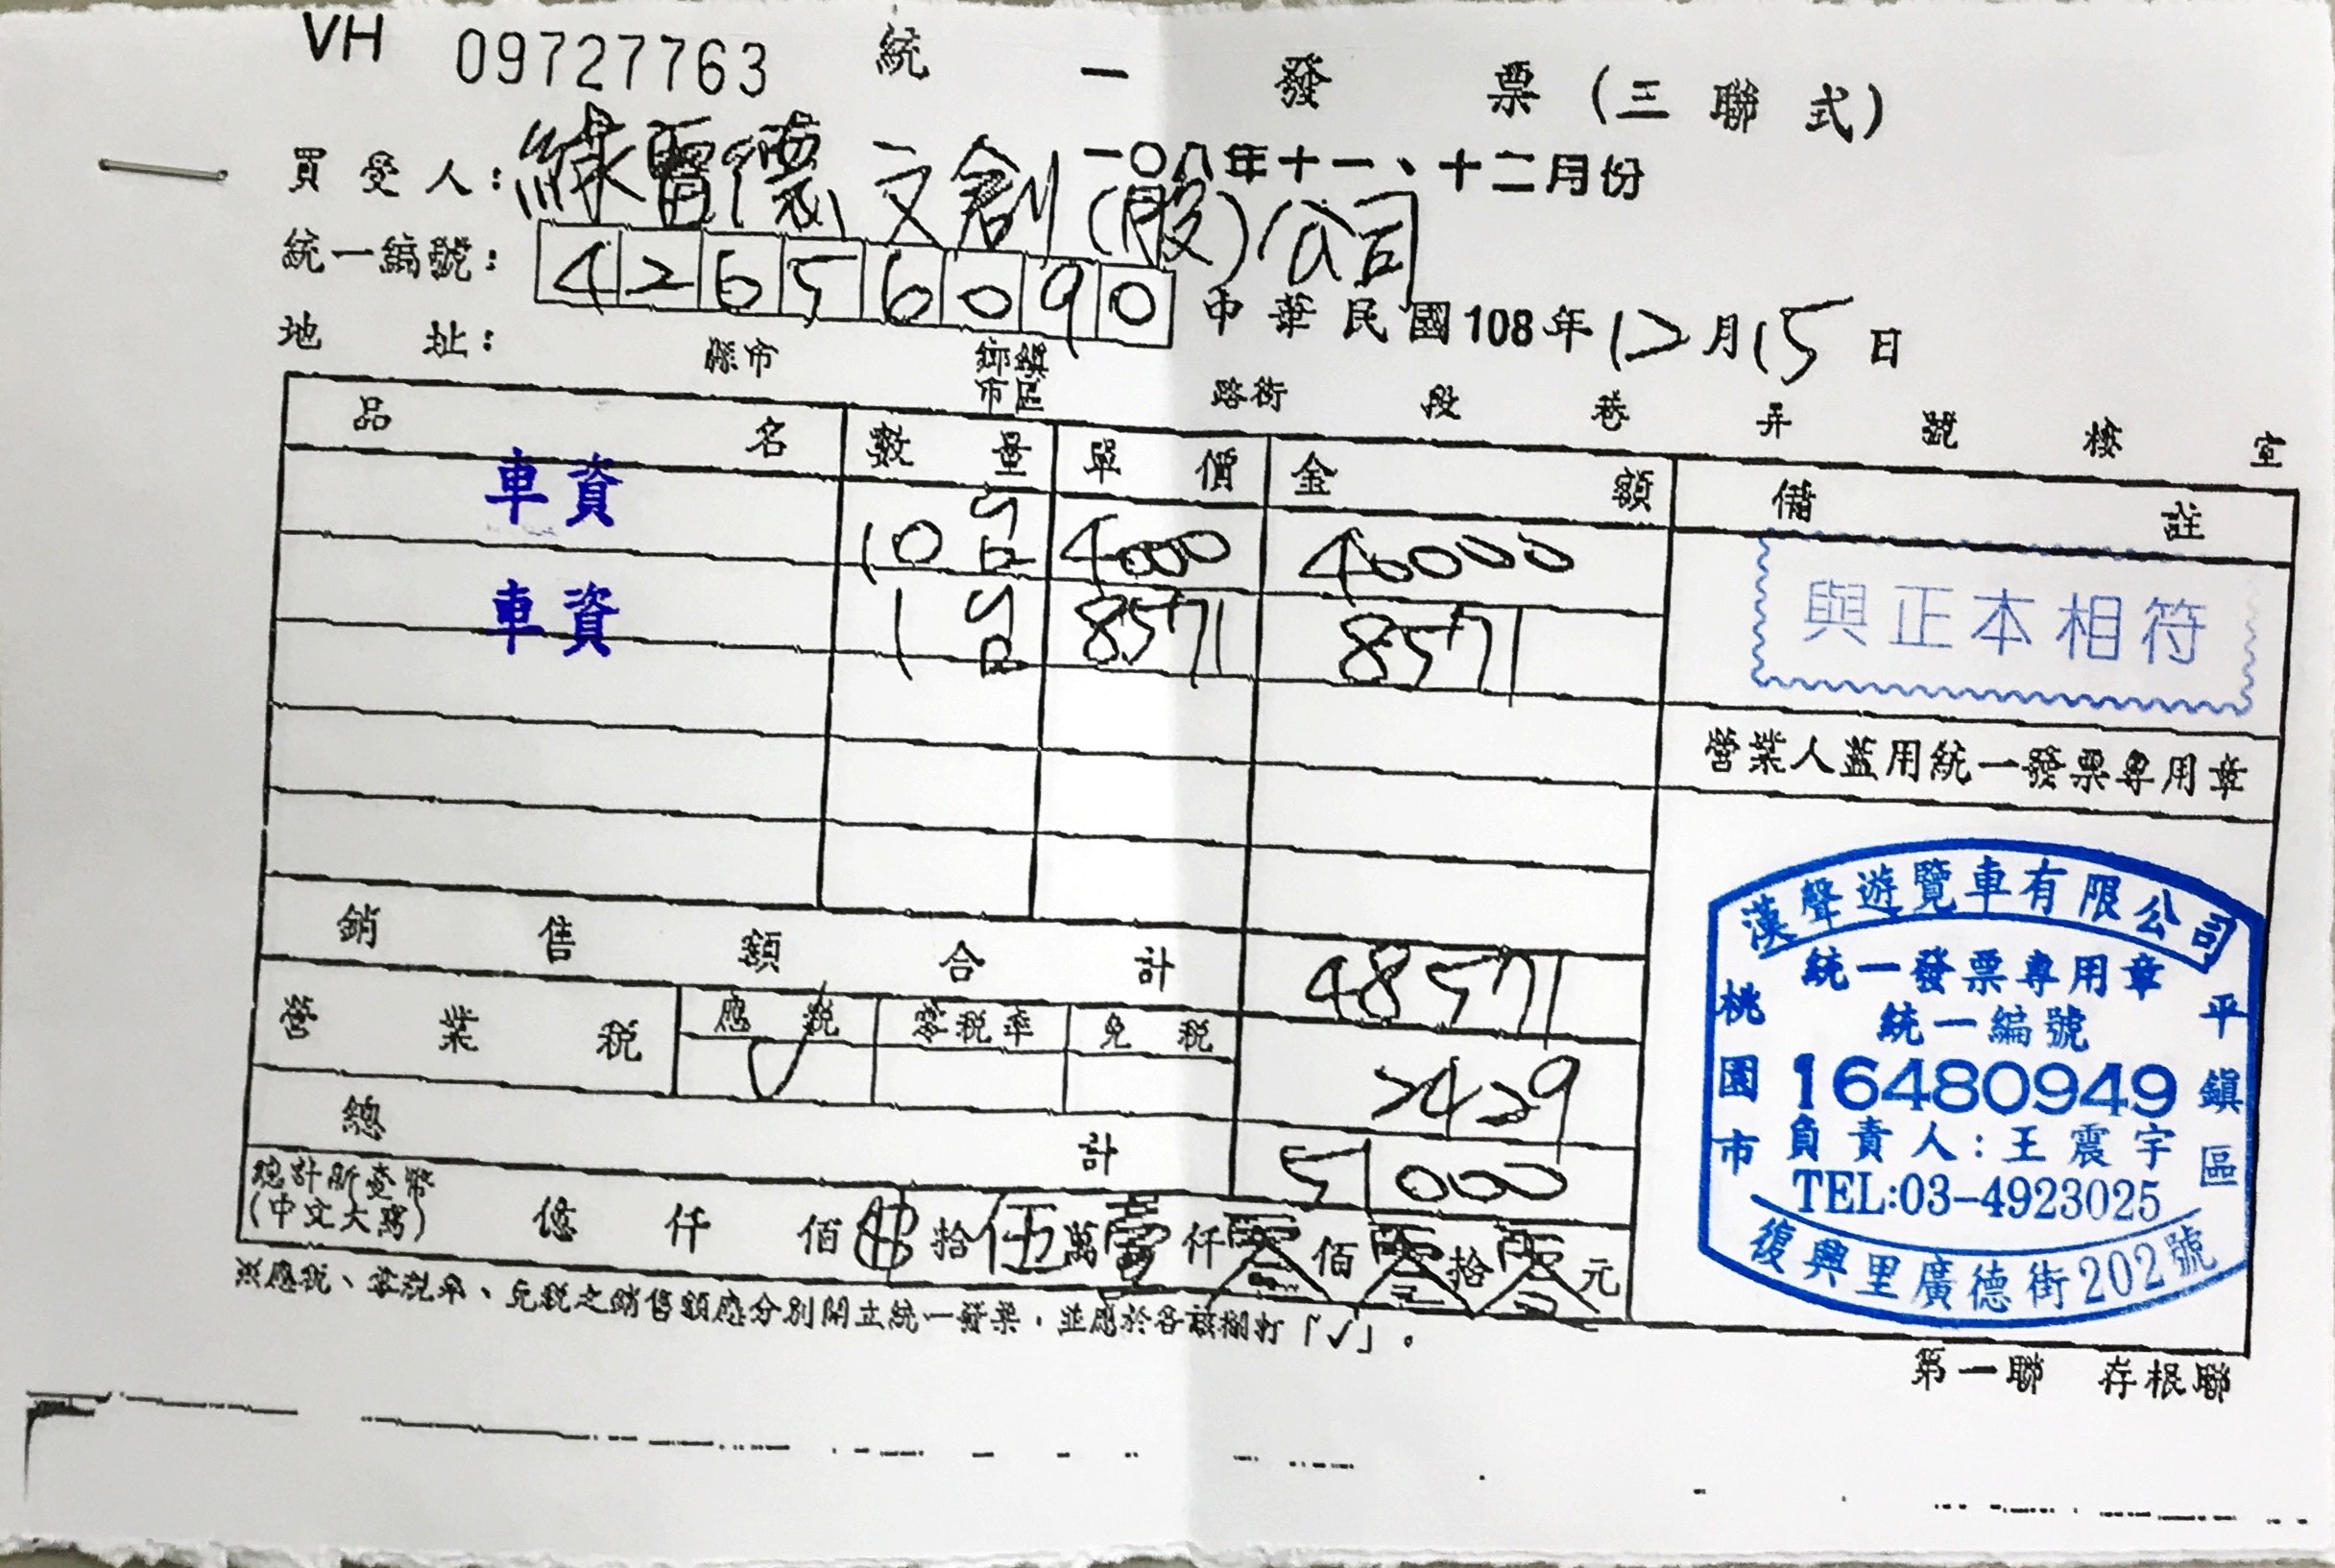 VH 09727763 統一發票(三聯式)
一〇八年十一、十二月份
買受人: 文創(股)公司
統一編號: 42656090
中華民國108年12月15日
地址: 縣市 鄉鎮市區 路街 段 巷 弄 號 樓 室
品名 數量 單價 金額 備註
車資 10 4000 40000
車資 1 8571 8571
與正本相符
營業人蓋用統一發票專用章
銷售額合計 48571
營業稅 應稅 ✓ 零稅率 免稅 2429
總計 51000
總計新臺幣(中文大寫) 億 仟 佰 拾 伍 萬 壹 仟 零 佰 零 拾 零 元
※應稅、零稅率、免稅之銷售額應分別開立統一發票,並應於各該欄打「✓」。
漢聲遊覽車有限公司
統一發票專用章
統一編號
16480949
負責人:王震宇
TEL:03-4923025
桃園市
平鎮區
復興里廣德街202號
第一聯 存根聯